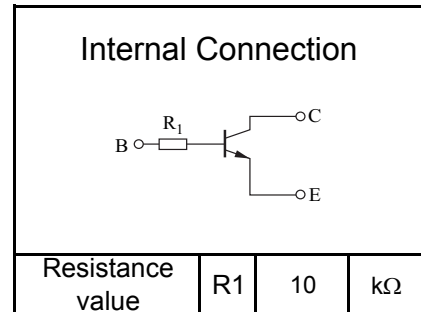 Internal Connection
C
R1
B
E
Resistance value R1 10 kΩ